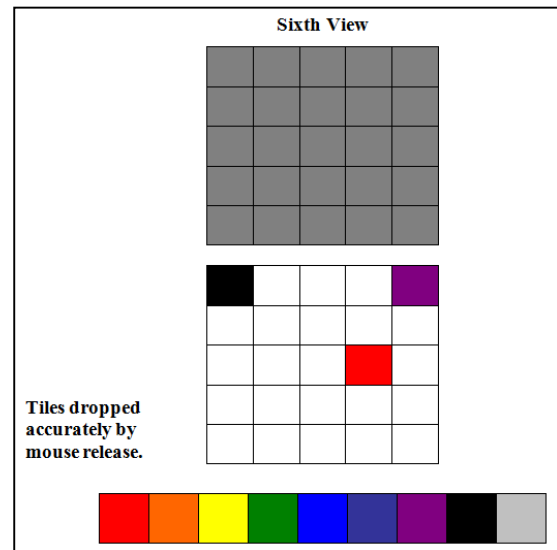 Sixth View
Tiles dropped
accurately by
mouse release.